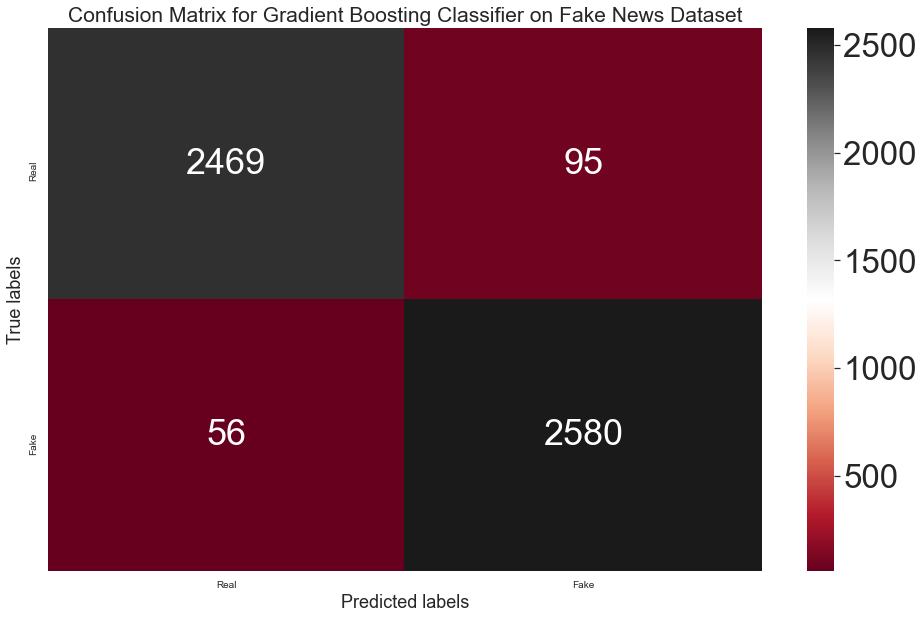 Confusion Matrix for Gradient Boosting Classifier on Fake News Dataset
True labels
Real
Fake
2469
95
56
2580
Real
Fake
Predicted labels
2500
2000
1500
1000
500